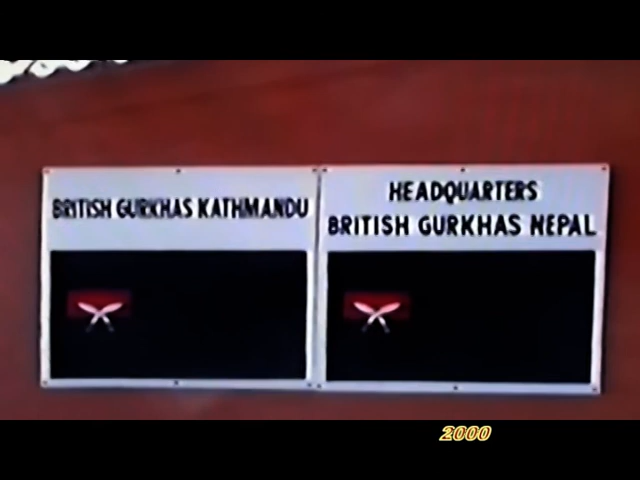 BRITISH GURKHAS KATHMANDU
HEADQUARTERS
BRITISH GURKHAS NEPAL
2000